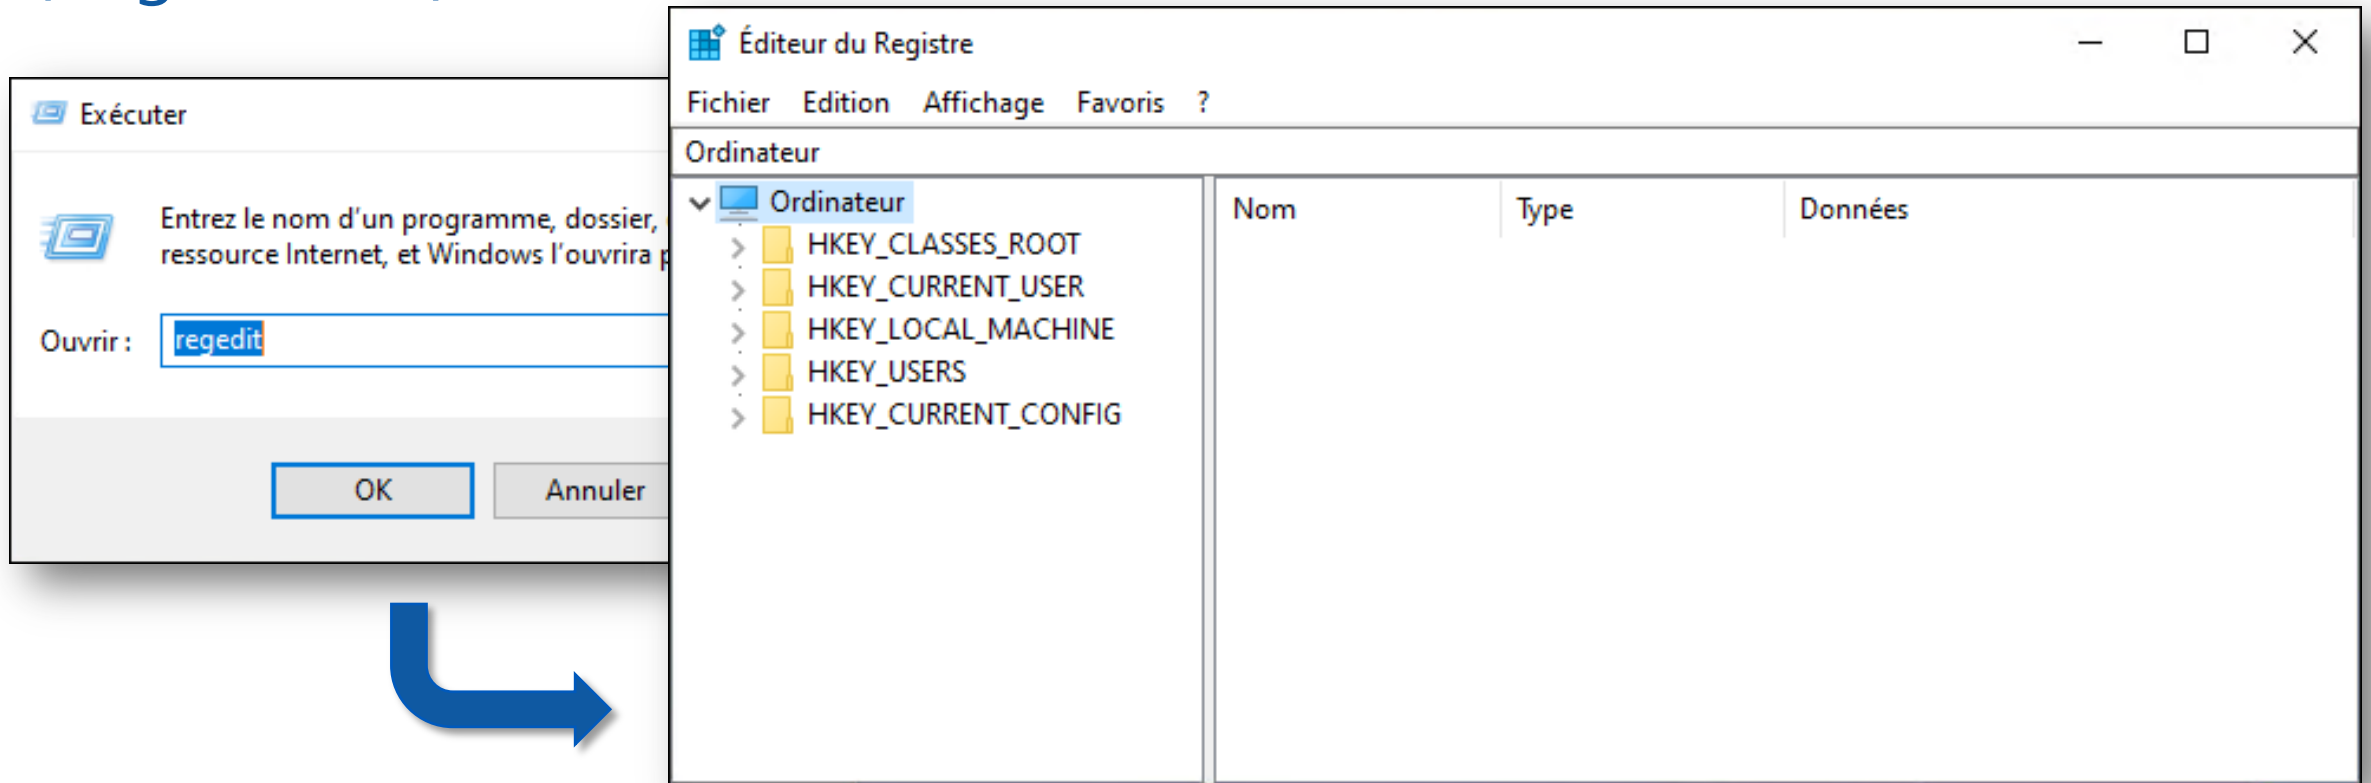 Exécuter
Entrez le nom d'un programme, dossier,
ressource Internet, et Windows l'ouvrira
Ouvrir :
regedit
OK
Annuler
Éditeur du Registre
Fichier Edition Affichage Favoris ?
Ordinateur
Ordinateur
HKEY_CLASSES_ROOT
HKEY_CURRENT_USER
HKEY_LOCAL_MACHINE
HKEY_USERS
HKEY_CURRENT_CONFIG
Nom Type Données